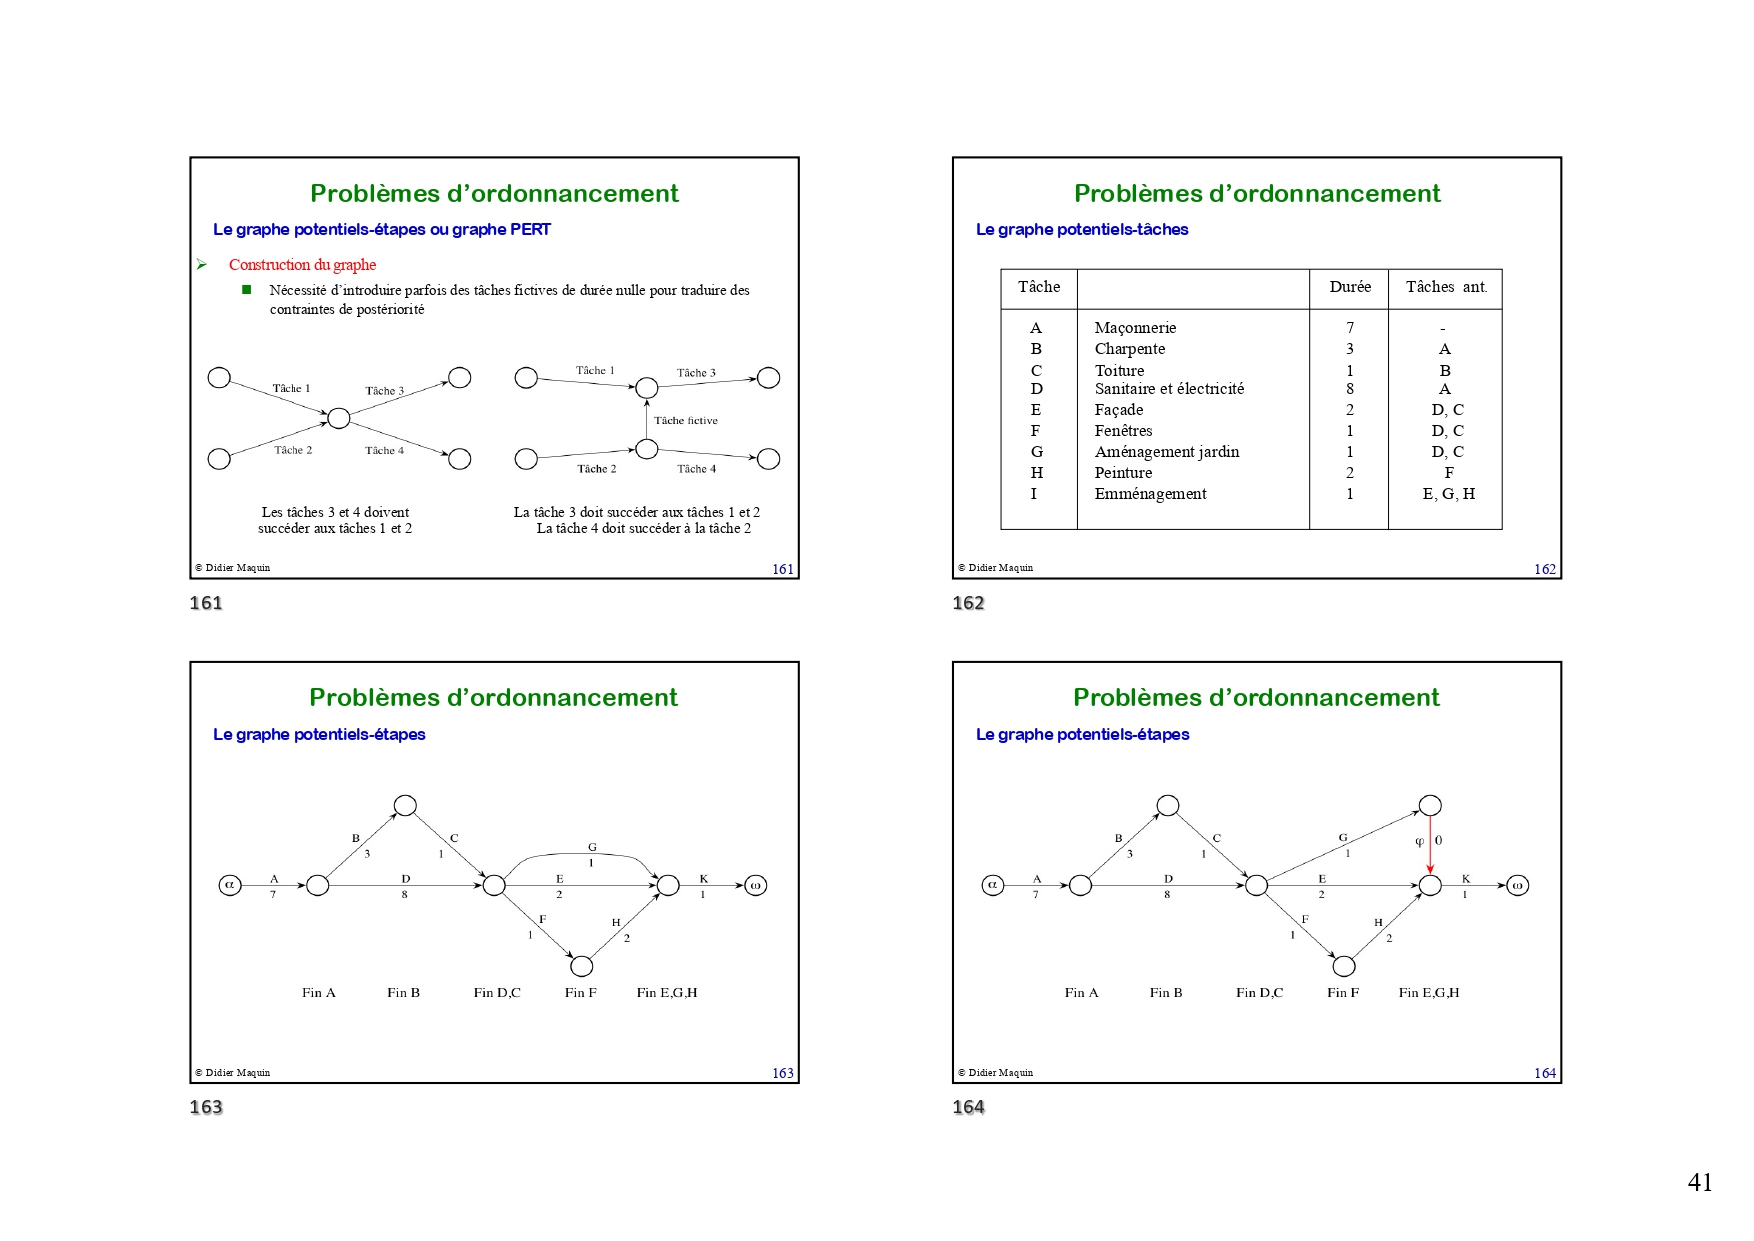 Problèmes d’ordonnancement
Le graphe potentiels-étapes ou graphe PERT
Construction du graphe
Nécessité d’introduire parfois des tâches fictives de durée nulle pour traduire des
contraintes de postériorité
Tâche 1
Tâche 3
Tâche 2
Tâche 4
Tâche 1
Tâche 3
Tâche fictive
Tâche 2
Tâche 4
Les tâches 3 et 4 doivent
succéder aux tâches 1 et 2
La tâche 3 doit succéder aux tâches 1 et 2
La tâche 4 doit succéder à la tâche 2
© Didier Maquin
161
161
Problèmes d’ordonnancement
Le graphe potentiels-tâches
Tâche Durée Tâches ant.
A Maçonnerie 7 -
B Charpente 3 A
C Toiture 1 B
D Sanitaire et électricité 8 A
E Façade 2 D, C
F Fenêtres 1 D, C
G Aménagement jardin 1 D, C
H Peinture 2 F
I Emménagement 1 E, G, H
© Didier Maquin
162
162
Problèmes d’ordonnancement
Le graphe potentiels-étapes
B
3
C
1
G
1
α
A
7
D
8
E
2
K
1
ω
F
1
H
2
Fin A Fin B Fin D,C Fin F Fin E,G,H
© Didier Maquin
163
163
Problèmes d’ordonnancement
Le graphe potentiels-étapes
B
3
C
1
G
1
φ 0
α
A
7
D
8
E
2
K
1
ω
F
1
H
2
Fin A Fin B Fin D,C Fin F Fin E,G,H
© Didier Maquin
164
164
41